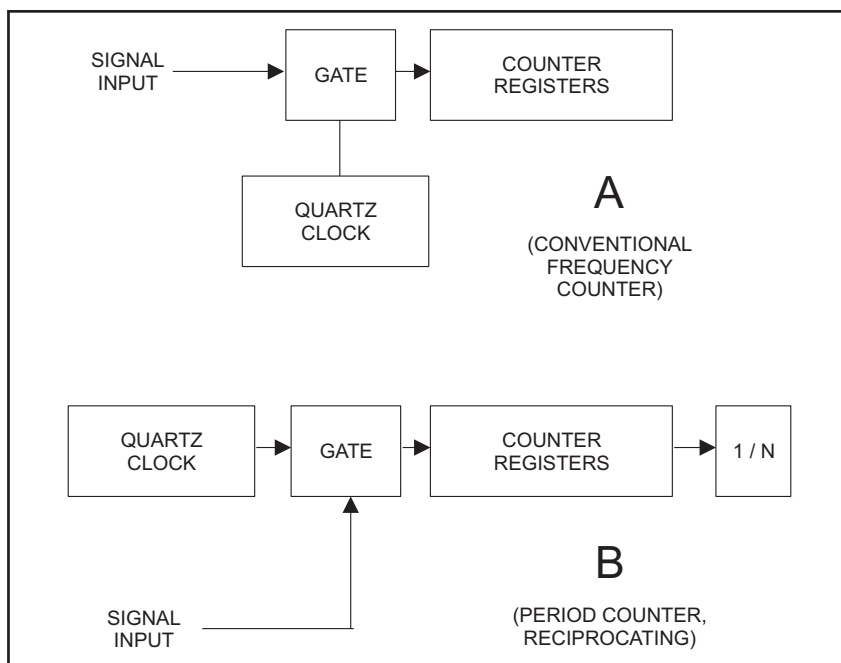 SIGNAL
INPUT
GATE
COUNTER
REGISTERS
QUARTZ
CLOCK
A
(CONVENTIONAL
FREQUENCY
COUNTER)
QUARTZ
CLOCK
GATE
COUNTER
REGISTERS
1 / N
B
SIGNAL
INPUT
(PERIOD COUNTER,
RECIPROCATING)